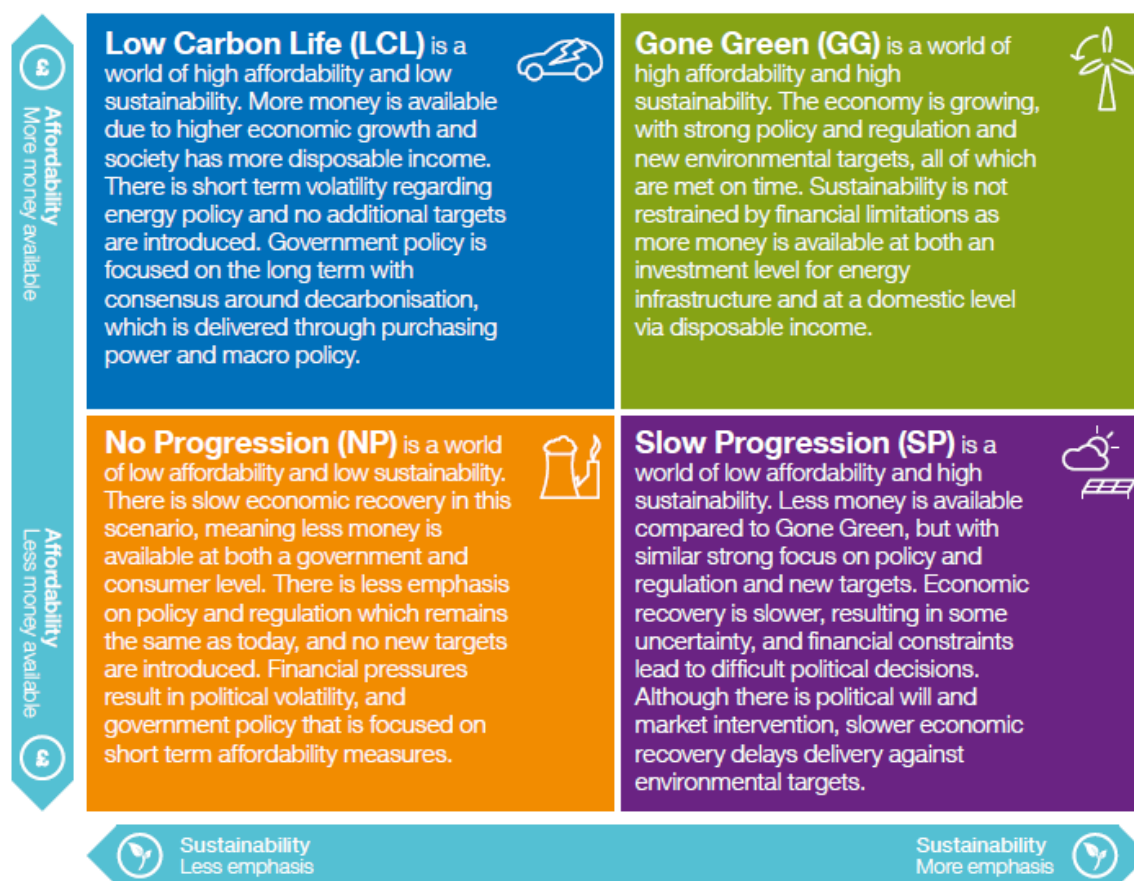 Affordability
More money available
Low Carbon Life (LCL) is a
world of high affordability and low
sustainability. More money is available
due to higher economic growth and
society has more disposable income.
There is short term volatility regarding
energy policy and no additional targets
are introduced. Government policy is
focused on the long term with
consensus around decarbonisation,
which is delivered through purchasing
power and macro policy.
Gone Green (GG) is a world of
high affordability and high
sustainability. The economy is growing,
with strong policy and regulation and
new environmental targets, all of which
are met on time. Sustainability is not
restrained by financial limitations as
more money is available at both an
investment level for energy
infrastructure and at a domestic level
via disposable income.
Affordability
Less money available
No Progression (NP) is a world
of low affordability and low sustainability.
There is slow economic recovery in this
scenario, meaning less money is
available at both a government and
consumer level. There is less emphasis
on policy and regulation which remains
the same as today, and no new targets
are introduced. Financial pressures
result in political volatility, and
government policy that is focused on
short term affordability measures.
Slow Progression (SP) is a
world of low affordability and high
sustainability. Less money is available
compared to Gone Green, but with
similar strong focus on policy and
regulation and new targets. Economic
recovery is slower, resulting in some
uncertainty, and financial constraints
lead to difficult political decisions.
Although there is political will and
market intervention, slower economic
recovery delays delivery against
environmental targets.
£
£
Sustainability
Less emphasis
Sustainability
More emphasis